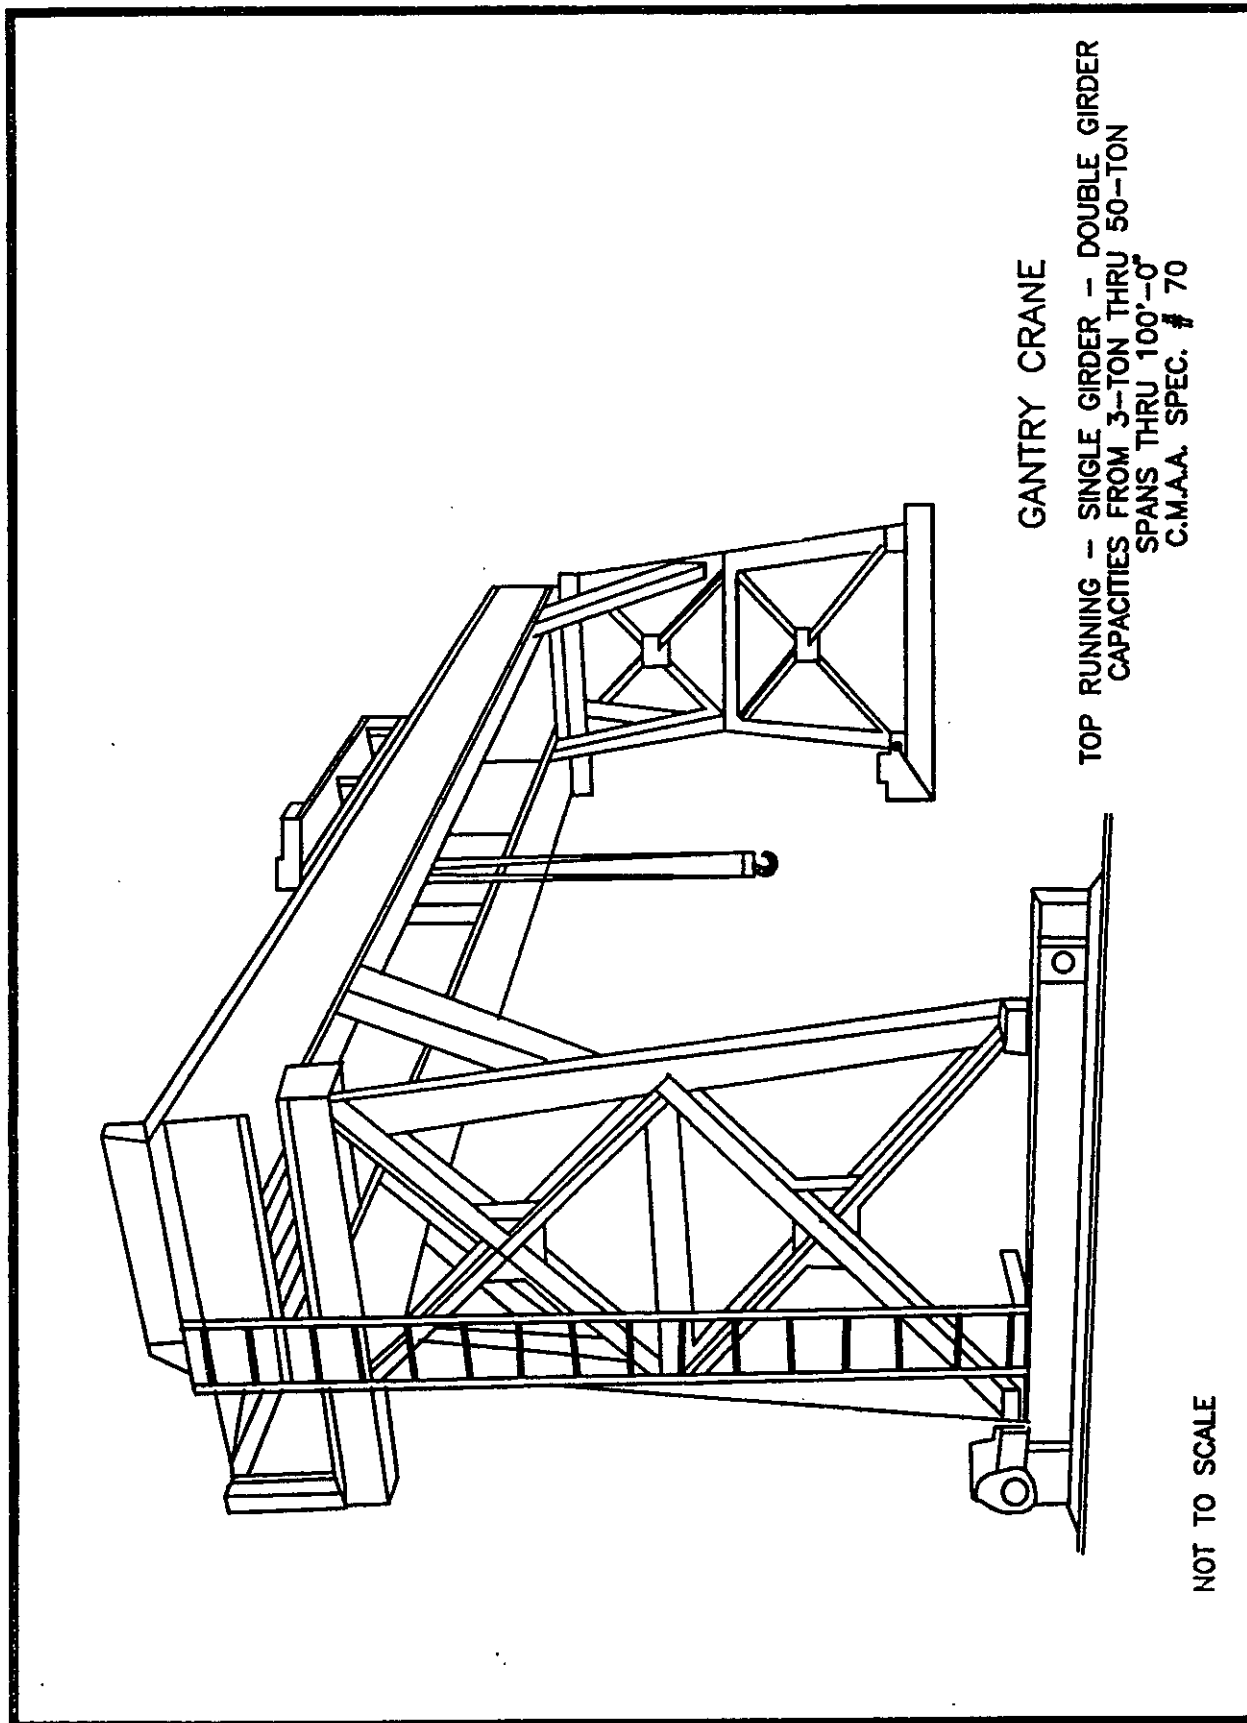 GANTRY CRANE
TOP RUNNING - SINGLE GIRDER - DOUBLE GIRDER
CAPACITIES FROM 3-TON THRU 50-TON
SPANS THRU 100'-0"
C.M.A.A. SPEC. # 70
NOT TO SCALE